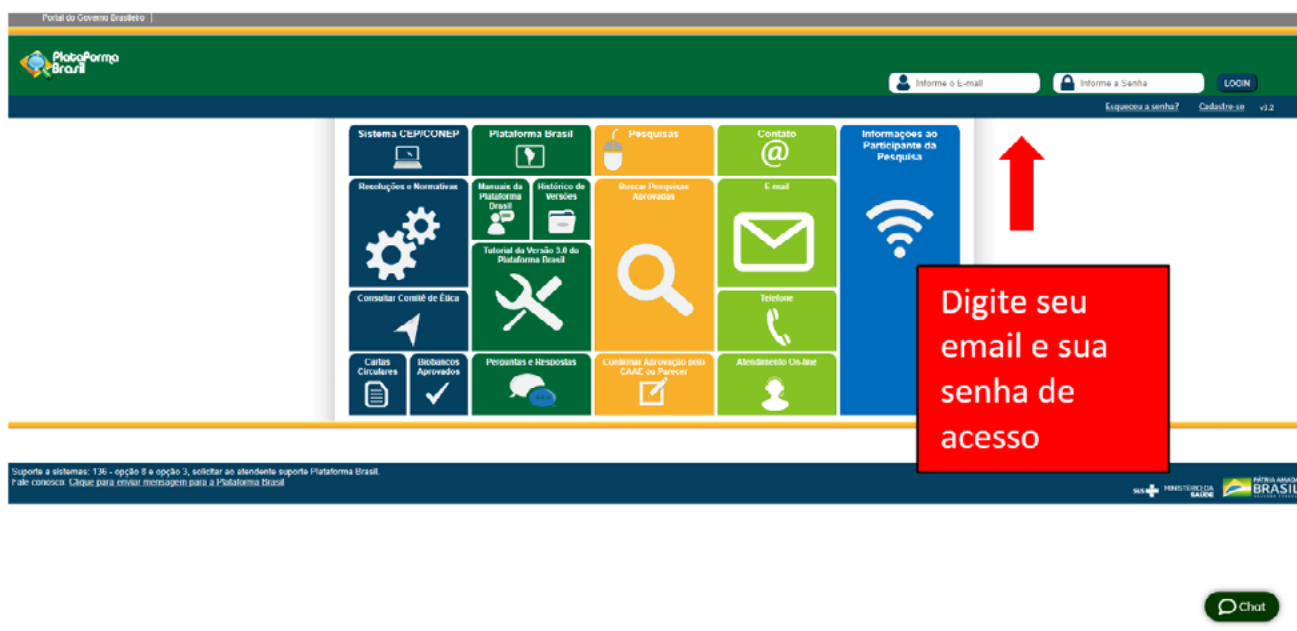 Portal do Governo Brasileiro
Plataforma
Brasil
Informe o E-mail
Informe a Senha
LOGIN
Esqueceu a senha?
Cadastre-se
v3.2
Sistema CEP/CONEP
Plataforma Brasil
Pesquisas
Contato
@
Informações ao
Participante da
Pesquisa
Resoluções e Normativas
Manuais da
Plataforma
Brasil
Histórico de
Versões
Buscar Pesquisas
Aprovadas
E-mail
Tutorial da Versão 3.0 da
Plataforma Brasil
Consultar Comitê de Ética
Telefone
Cartas
Circulares
Biobancos
Aprovados
Perguntas e Respostas
Confirmar Aprovação pelo
CAAE ou Parecer
Atendimento On-line
Digite seu
email e sua
senha de
acesso
Suporte a sistemas: 136 - opção 8 e opção 3, solicitar ao atendente suporte Plataforma Brasil.
Fale conosco: Clique para enviar mensagem para a Plataforma Brasil
SUS
MINISTÉRIO DA
SAÚDE
PÁTRIA AMADA
BRASIL
Chat